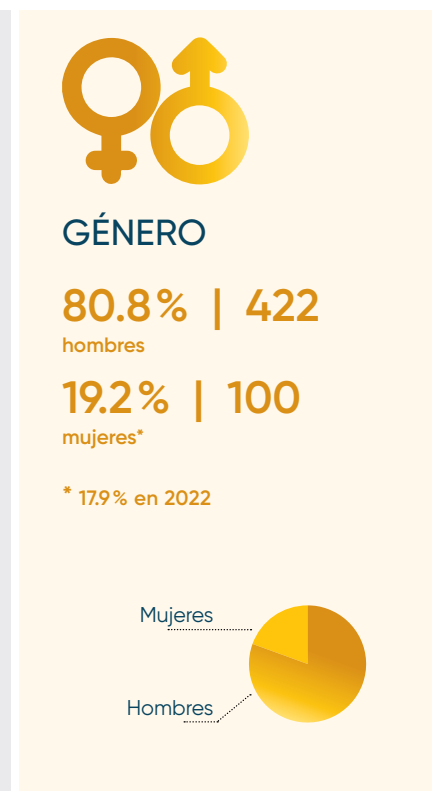 GÉNERO
80.8% | 422
hombres
19.2% | 100
mujeres*
* 17.9% en 2022
Mujeres
Hombres